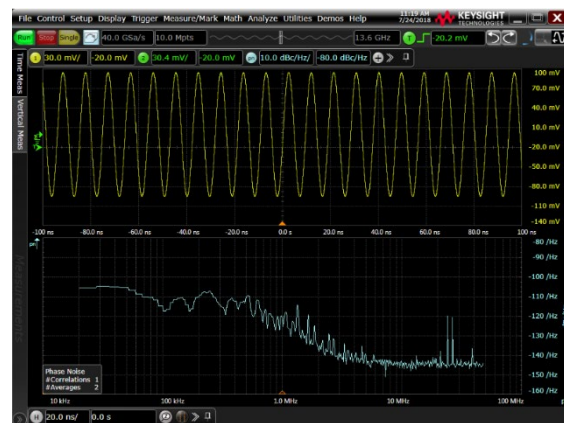 File Control Setup Display Trigger Measure/Mark Math Analyze Utilities Demos Help
11:19 AM
7/24/2018
KEYSIGHT
TECHNOLOGIES
Run Stop Single 40.0 GSa/s 10.0 Mpts 13.6 GHz T -20.2 mV
1 30.0 mV/ -20.0 mV 2 30.4 mV/ -20.0 mV 10.0 dBc/Hz/ -80.0 dBc/Hz
Time Meas
Vertical Meas
Measurements
100 mV
70.0 mV
40.0 mV
10.0 mV
-20.0 mV
-50.0 mV
-80.0 mV
-110 mV
-140 mV
-100 ns -80.0 ns -60.0 ns -40.0 ns -20.0 ns 0.0 s 20.0 ns 40.0 ns 60.0 ns 80.0 ns 100 ns
-80 /Hz
-90 /Hz
-100 /Hz
-110 /Hz
-120 /Hz
-130 /Hz
-140 /Hz
-150 /Hz
-160 /Hz
Phase Noise
#Correlations 1
#Averages 2
10 kHz 100 kHz 1.0 MHz 10 MHz 100 MHz
H 20.0 ns/ 0.0 s